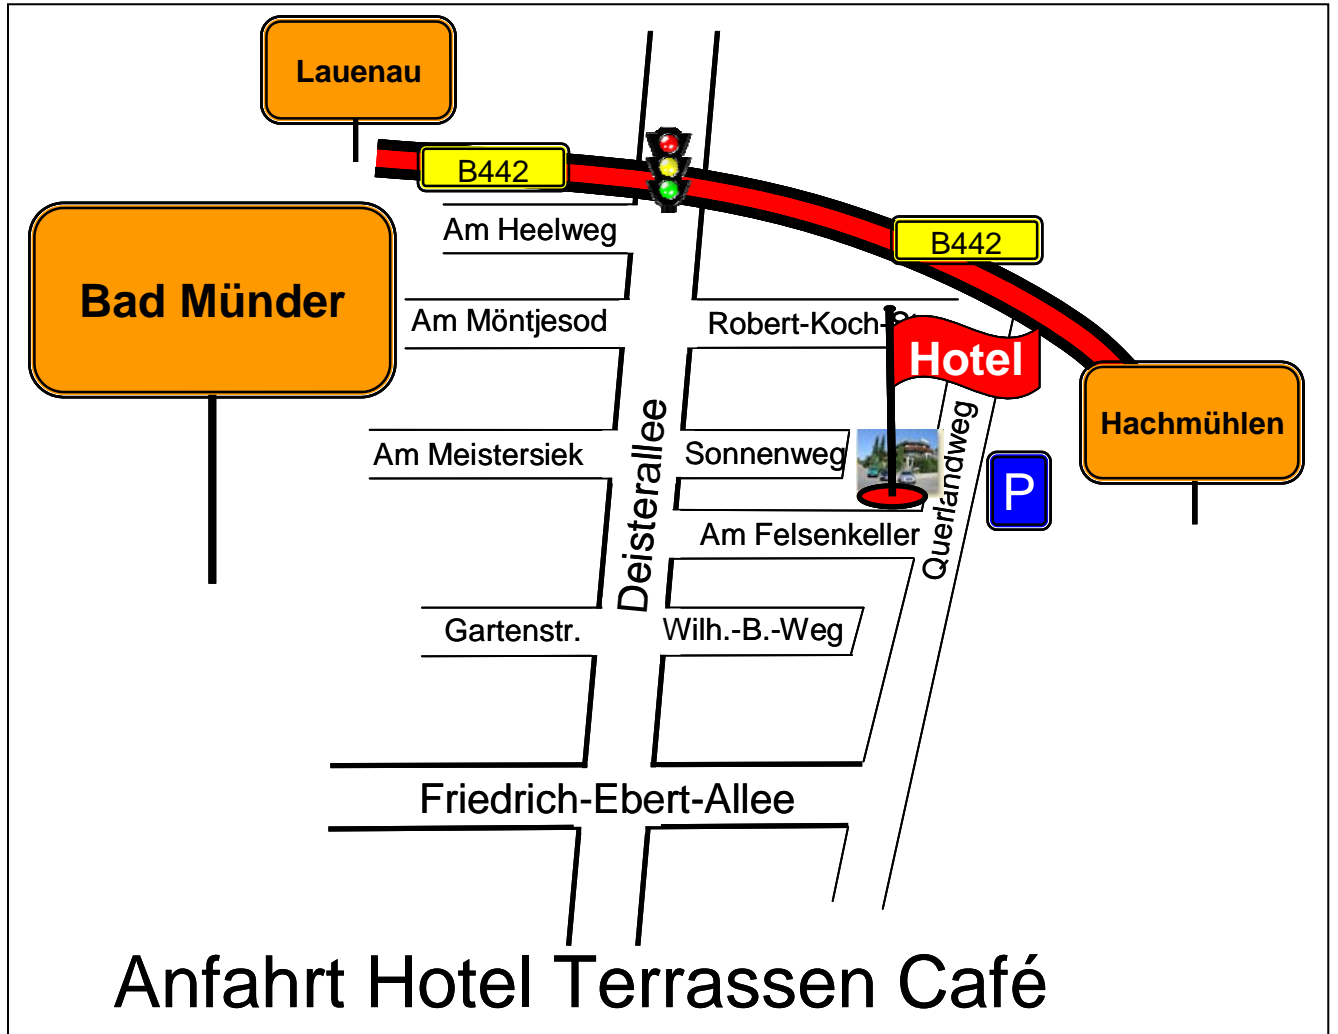 Lauenau
B442
Am Heelweg
B442
Bad Münder
Am Möntjesod
Robert-Koch-
Hotel
Hachmühlen
Am Meistersiek
Deisterallee
Sonnenweg
Querlandweg
P
Am Felsenkeller
Gartenstr.
Wilh.-B.-Weg
Friedrich-Ebert-Allee
Anfahrt Hotel Terrassen Café